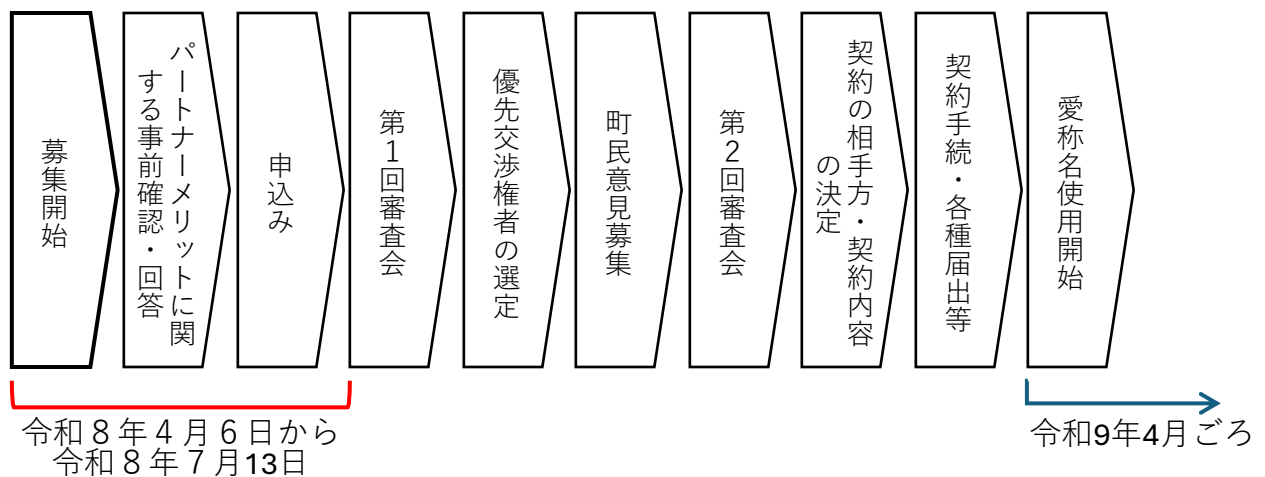 募集開始
パートナーメリットに関
する事前確認・回答
申込み
第１回審査会
優先交渉権者の選定
町民意見募集
第２回審査会
契約の相手方・契約内容
の決定
契約手続・各種届出等
愛称名使用開始
令和８年４月６日から
令和８年７月13日
令和9年4月ごろ